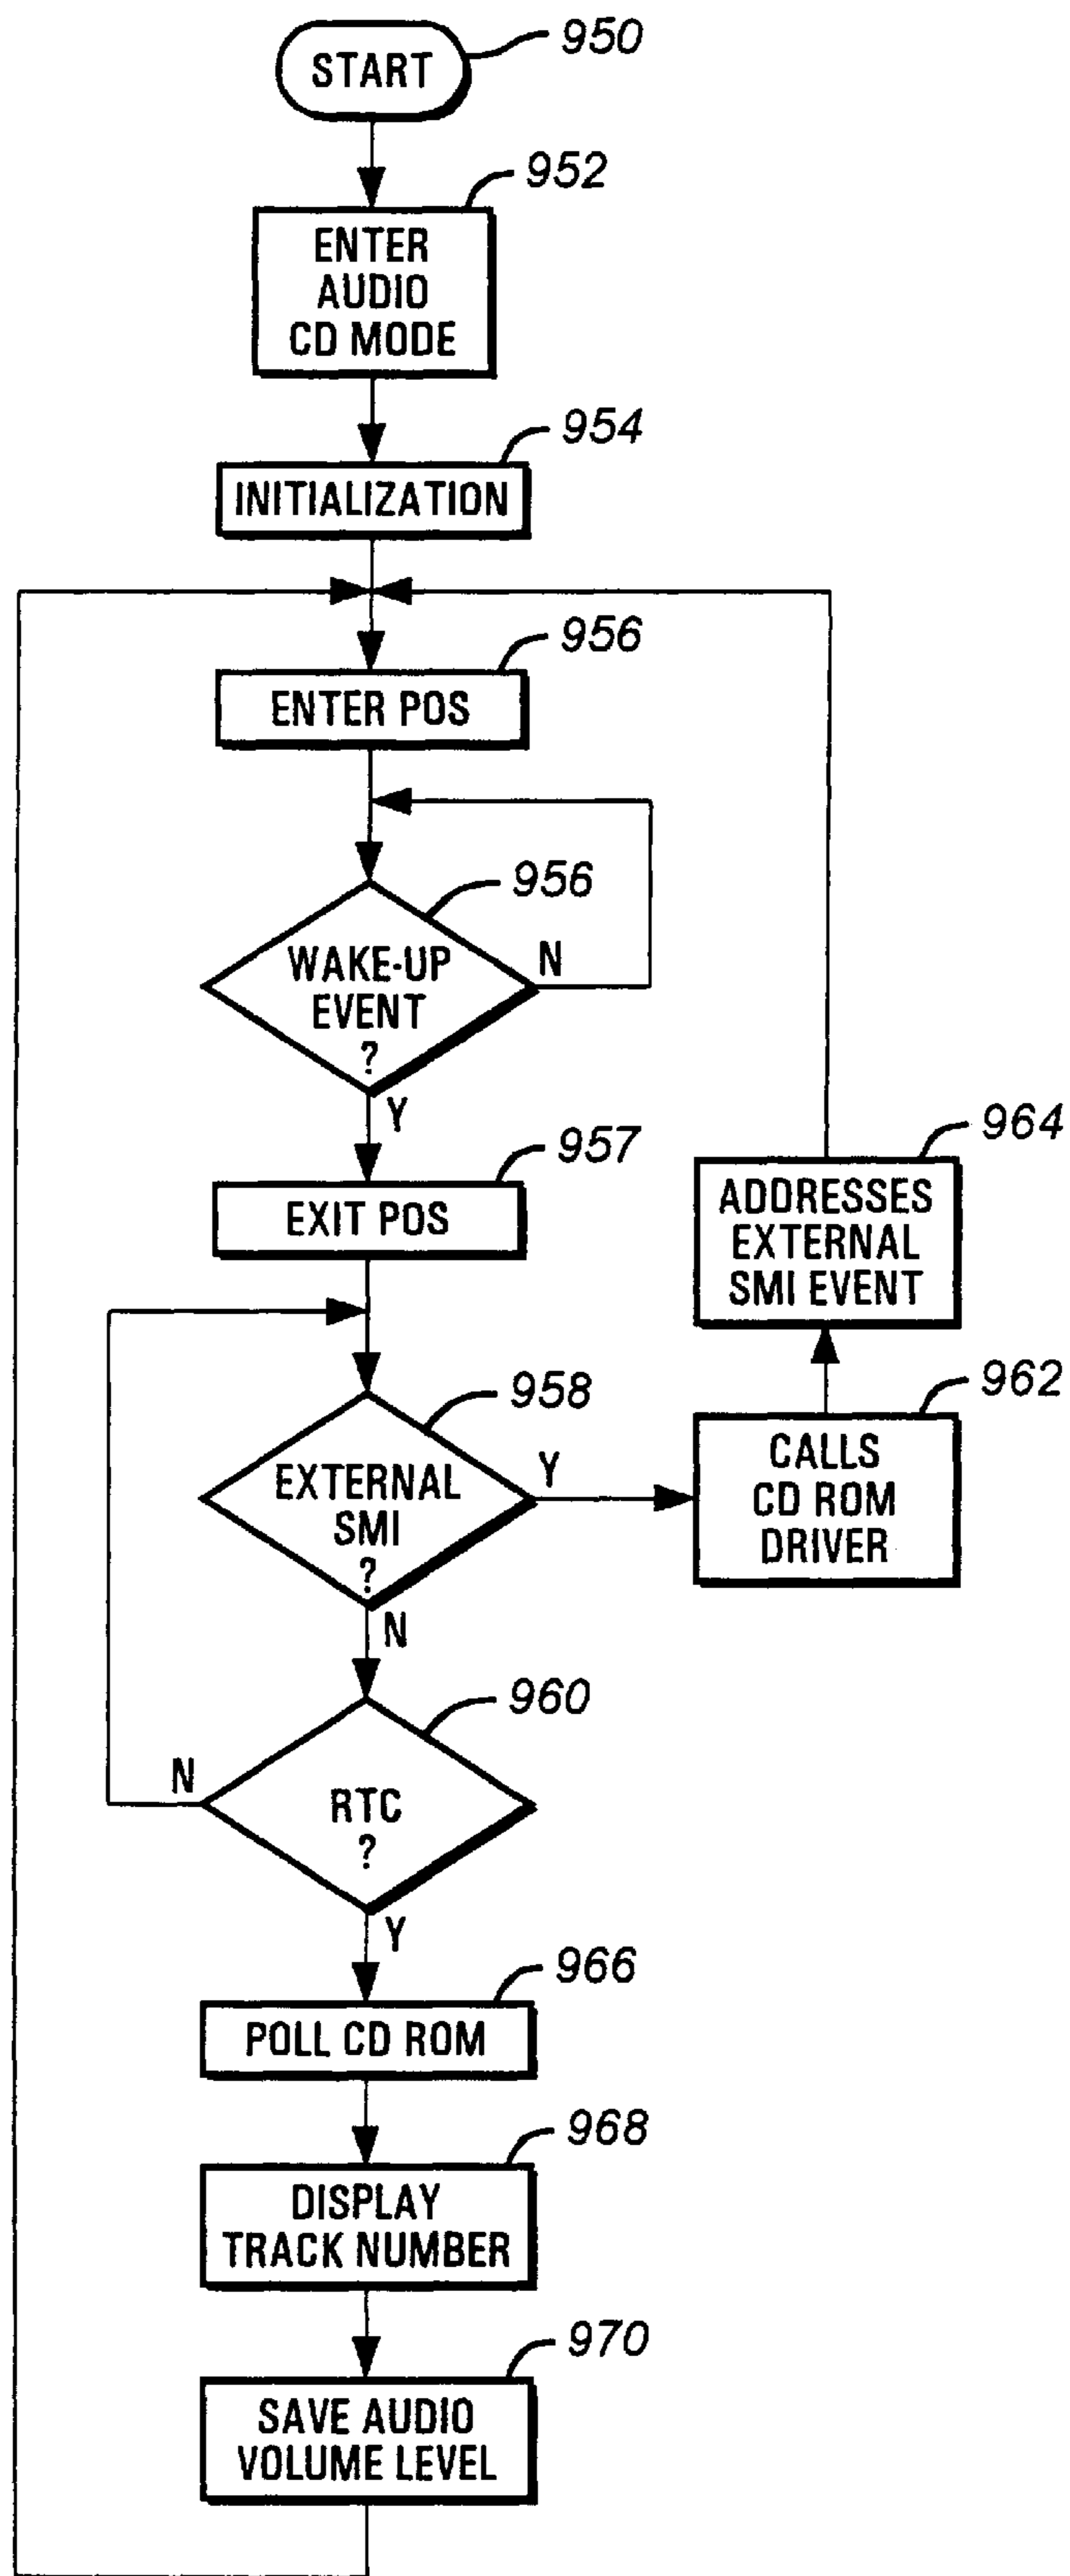 START
950
952
ENTER
AUDIO
CD MODE
954
INITIALIZATION
956
ENTER POS
956
WAKE-UP
EVENT
?
N
Y
957
EXIT POS
964
ADDRESSES
EXTERNAL
SMI EVENT
958
EXTERNAL
SMI
?
Y
N
962
CALLS
CD ROM
DRIVER
960
RTC
?
N
Y
966
POLL CD ROM
968
DISPLAY
TRACK NUMBER
970
SAVE AUDIO
VOLUME LEVEL